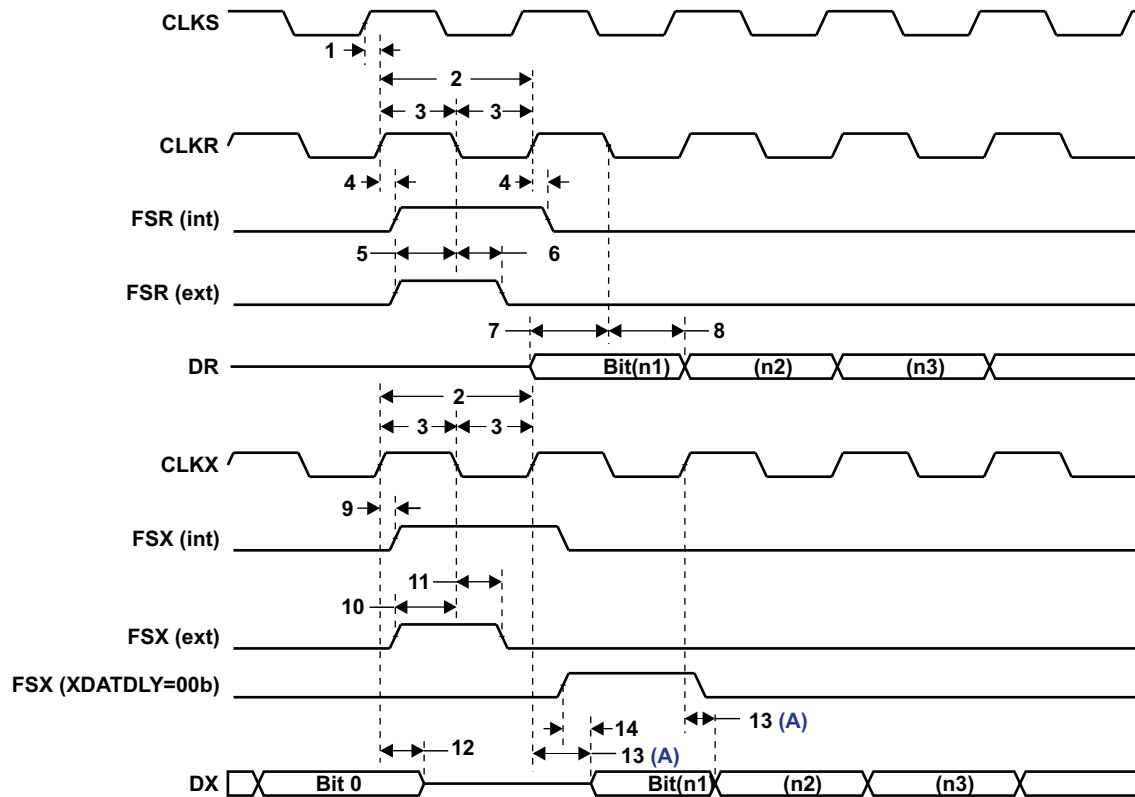 CLKS
1
2
3 3
CLKR
4 4
FSR (int)
5 6
FSR (ext)
7 8
DR Bit(n1) (n2) (n3)
2
3 3
CLKX
9
FSX (int)
11
10
FSX (ext)
FSX (XDATDLY=00b)
14 13 (A)
12 13 (A)
DX Bit 0 Bit(n1) (n2) (n3)